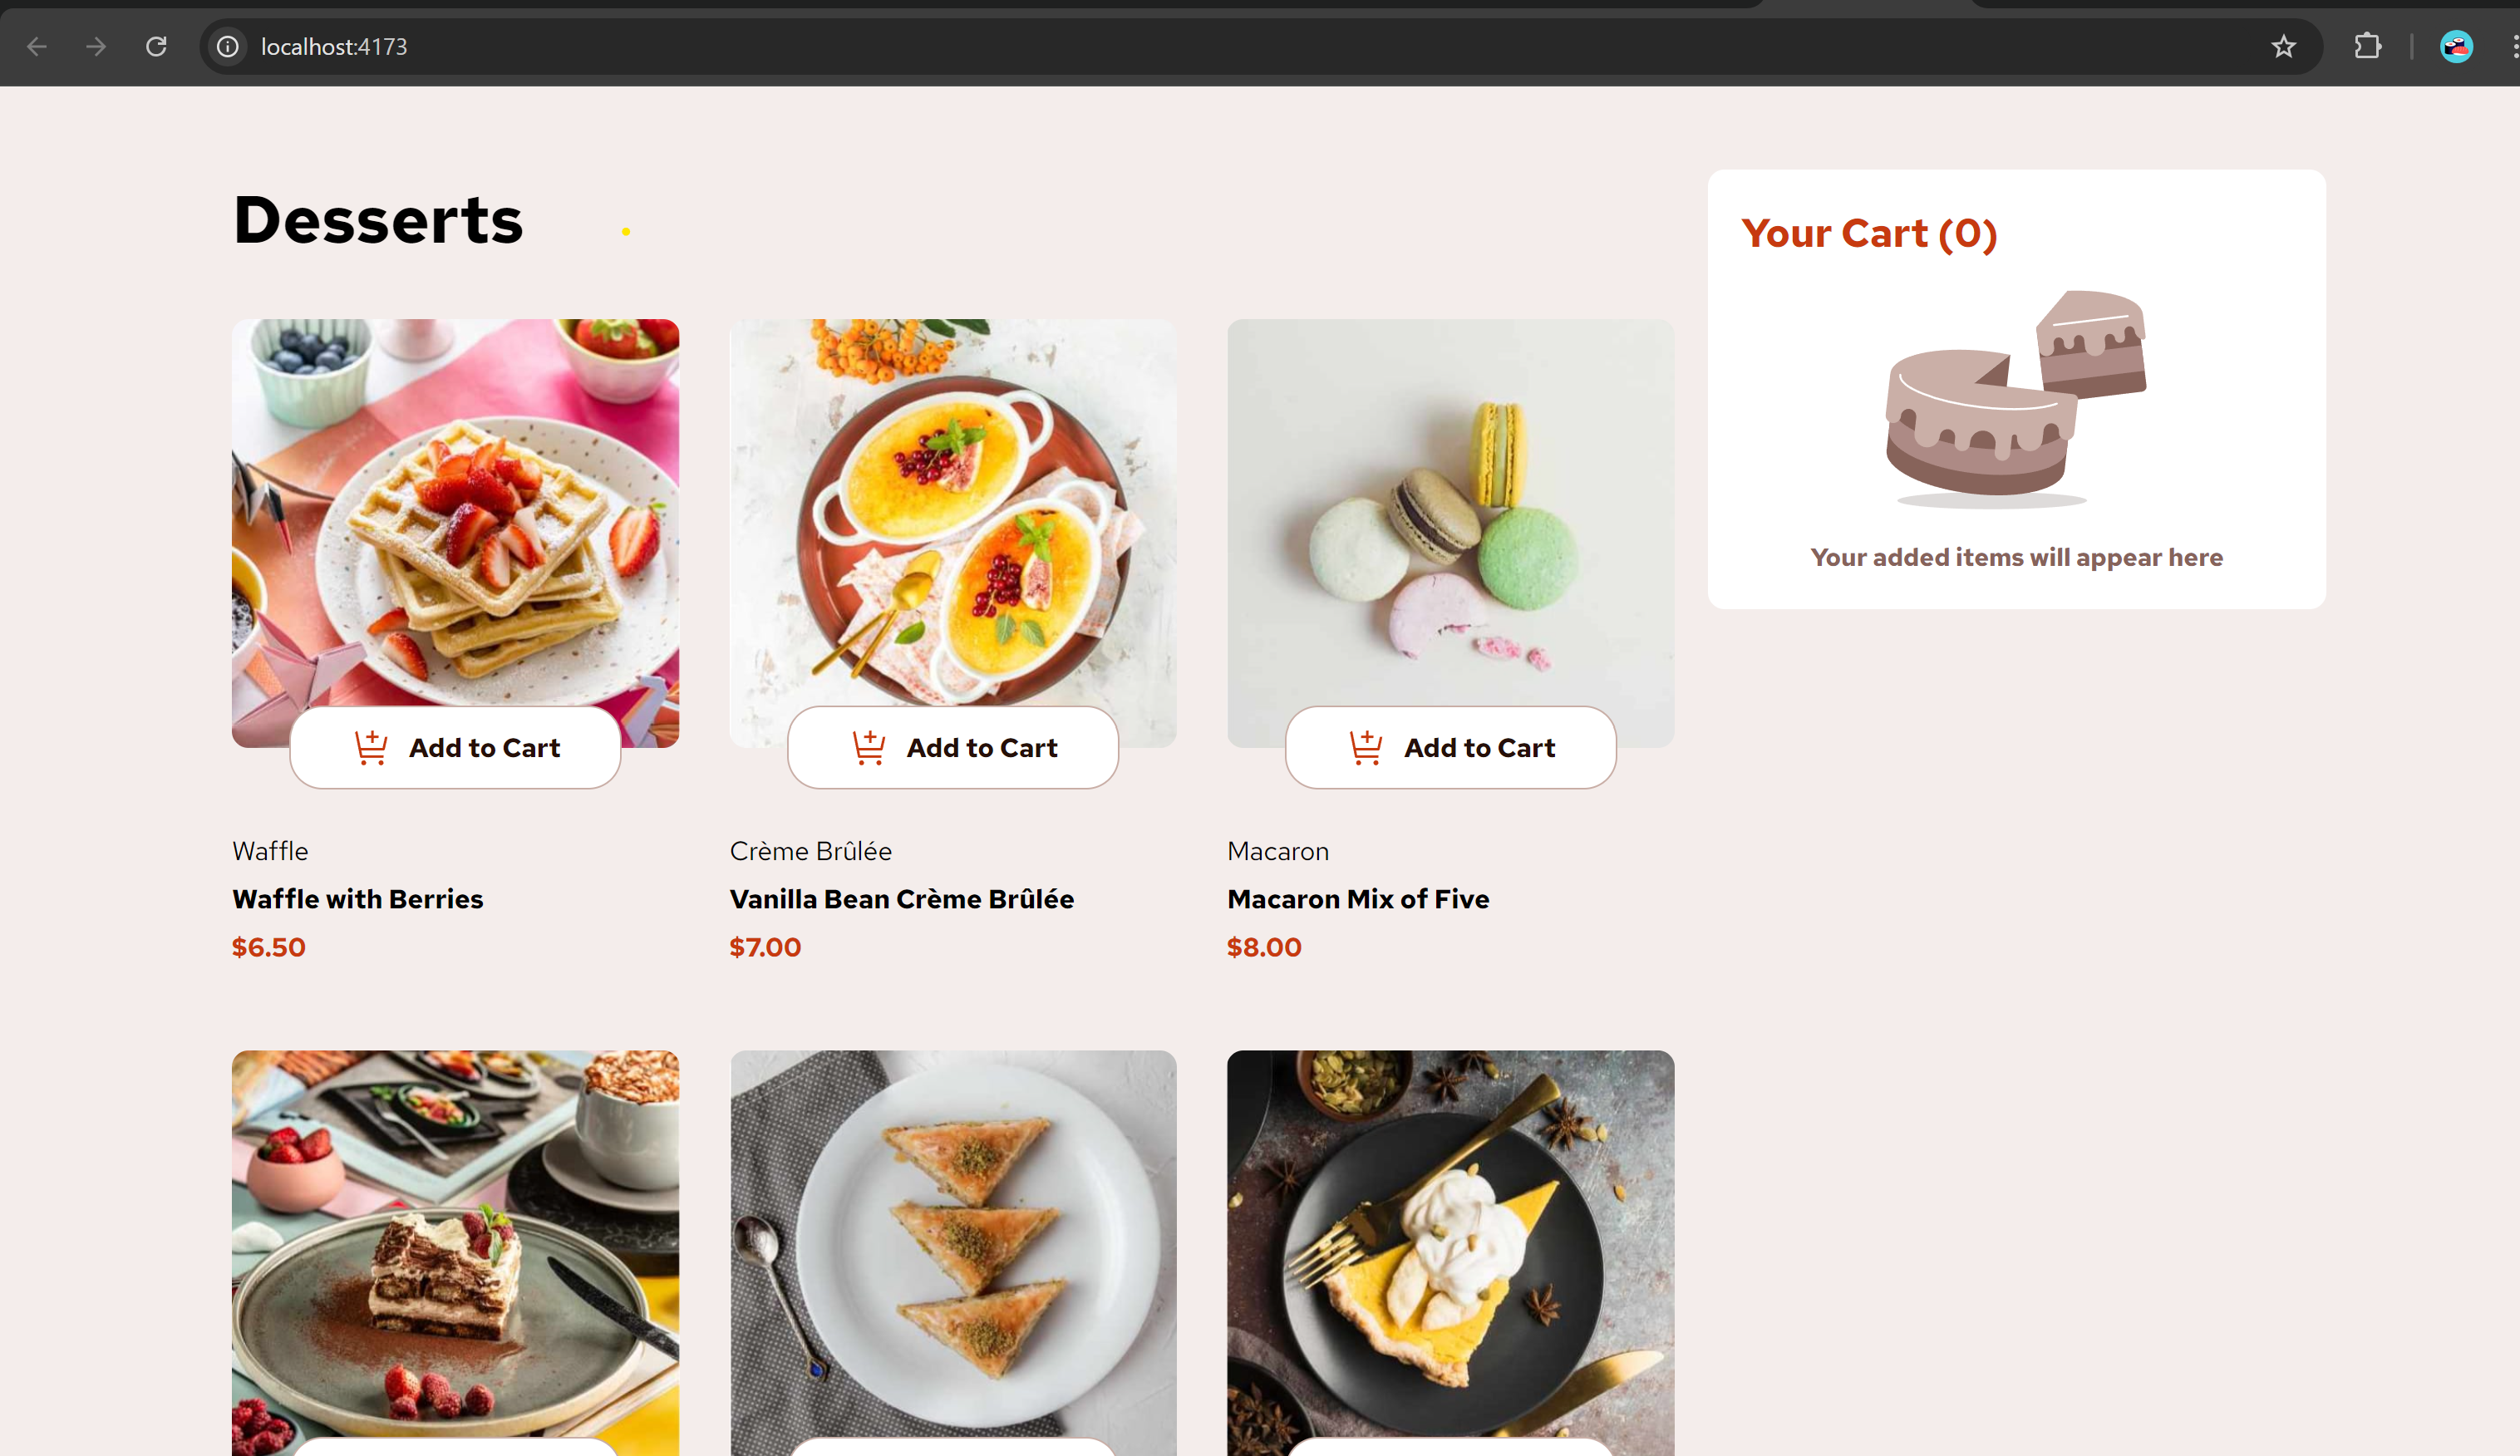 localhost:4173
Desserts
Your Cart (0)
Your added items will appear here
Add to Cart
Add to Cart
Add to Cart
Waffle
Waffle with Berries
$6.50
Crème Brûlée
Vanilla Bean Crème Brûlée
$7.00
Macaron
Macaron Mix of Five
$8.00